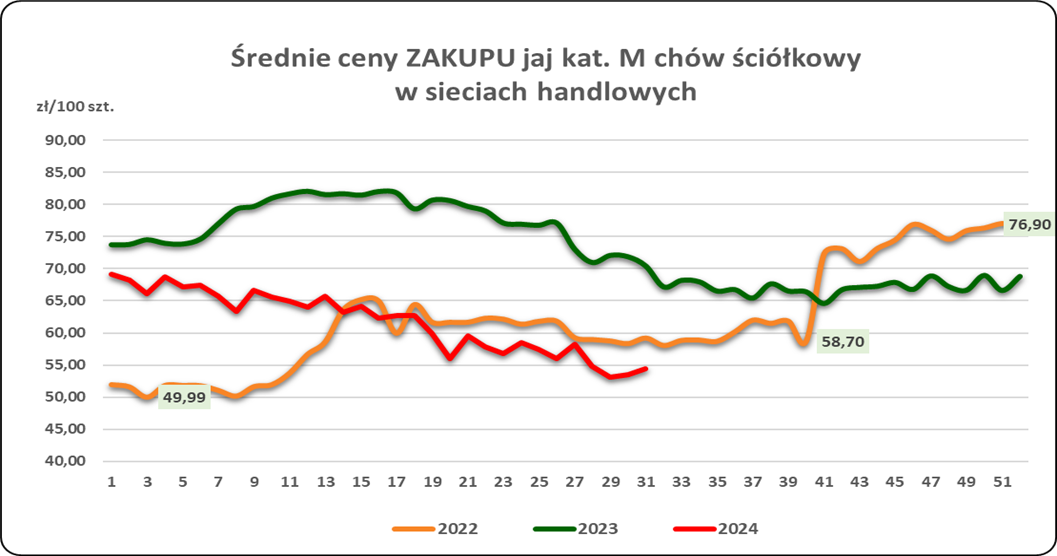 Średnie ceny ZAKUPU jaj kat. M chów ściółkowy
w sieciach handlowych
zł/100 szt.
90,00
85,00
80,00
75,00
70,00
65,00
60,00
55,00
50,00
45,00
40,00
76,90
58,70
49,99
1 3 5 7 9 11 13 15 17 19 21 23 25 27 29 31 33 35 37 39 41 43 45 47 49 51
2022 2023 2024